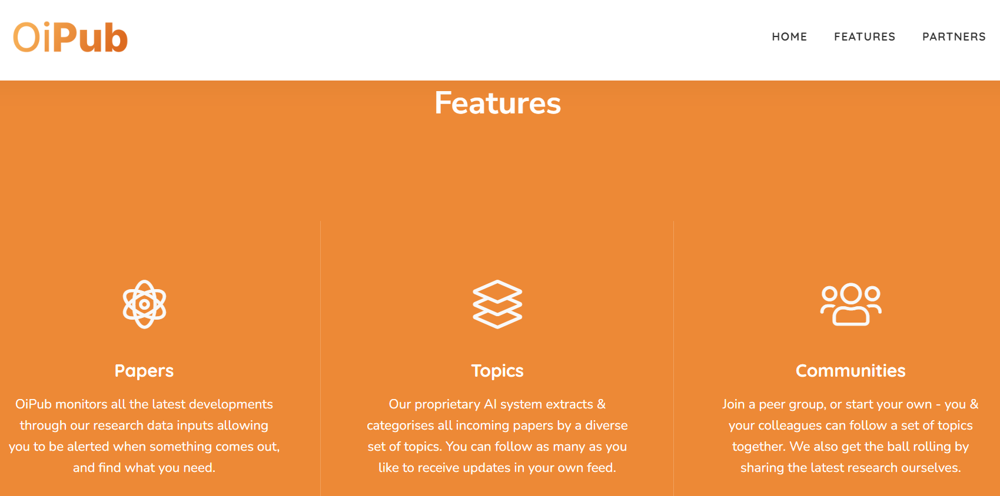 OiPub
HOME FEATURES PARTNERS
Features
Papers
OiPub monitors all the latest developments
through our research data inputs allowing
you to be alerted when something comes out,
and find what you need.
Topics
Our proprietary AI system extracts &
categorises all incoming papers by a diverse
set of topics. You can follow as many as you
like to receive updates in your own feed.
Communities
Join a peer group, or start your own - you &
your colleagues can follow a set of topics
together. We also get the ball rolling by
sharing the latest research ourselves.